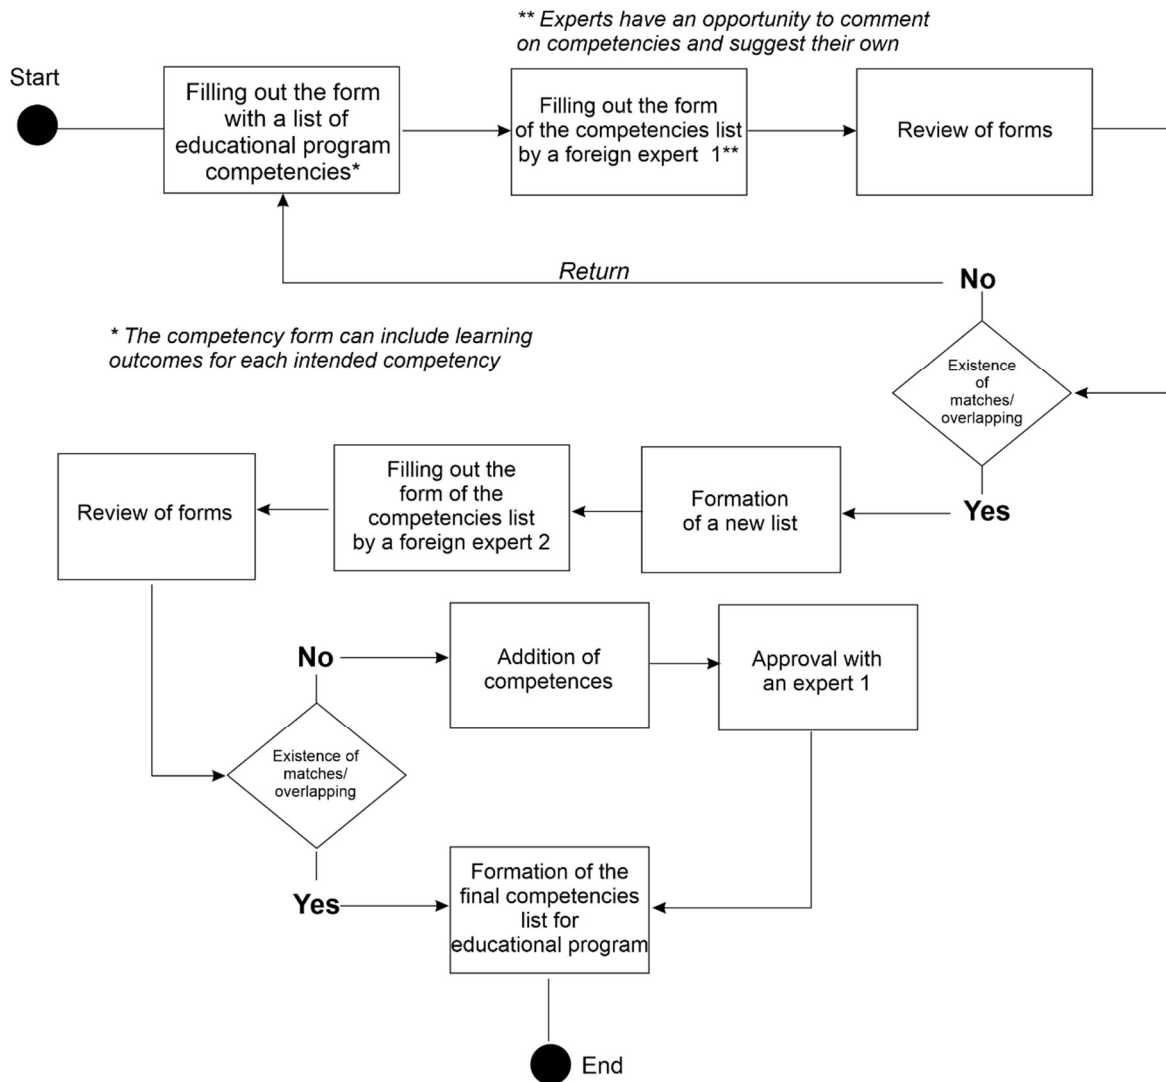 ** Experts have an opportunity to comment
on competencies and suggest their own
Start
Filling out the form
with a list of
educational program
competencies*
Filling out the form
of the competencies list
by a foreign expert 1**
Review of forms
Return
No
* The competency form can include learning
outcomes for each intended competency
Existence
of
matches/
overlapping
Yes
Formation
of a new list
Filling out the
form of the
competencies list
by a foreign expert 2
Review of forms
No
Addition of
competences
Approval with
an expert 1
Existence of
matches/
overlapping
Yes
Formation of the
final competencies
list for
educational program
End